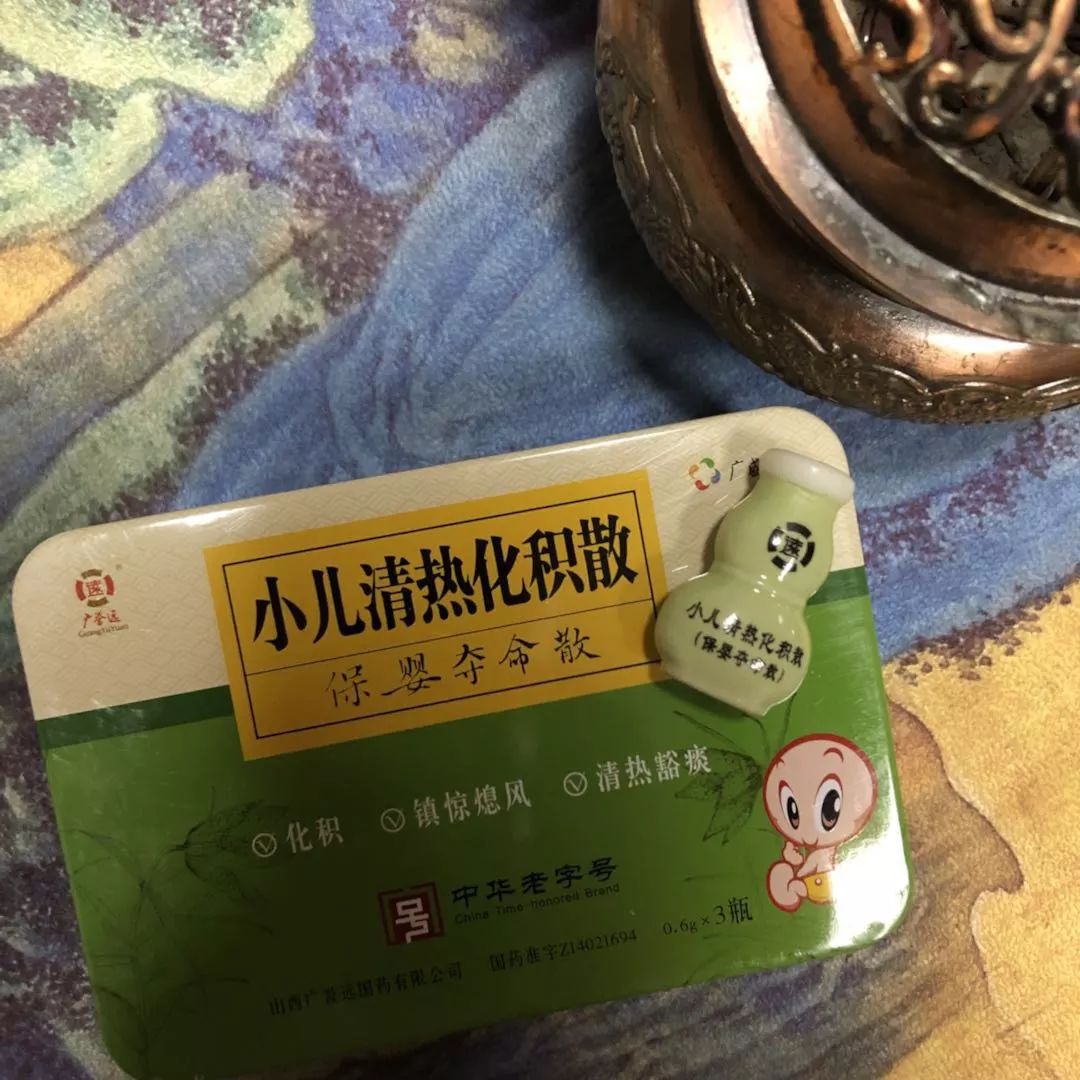 广誉远
GuangYuYuan
广
小儿清热化积散
保婴夺命散
远
小儿清热化积散
(保婴夺命散)
化积
镇惊熄风
清热豁痰
中华老字号
China Time-honored Brand
0.6g×3瓶
山西广誉远国药有限公司
国药准字Z14021694